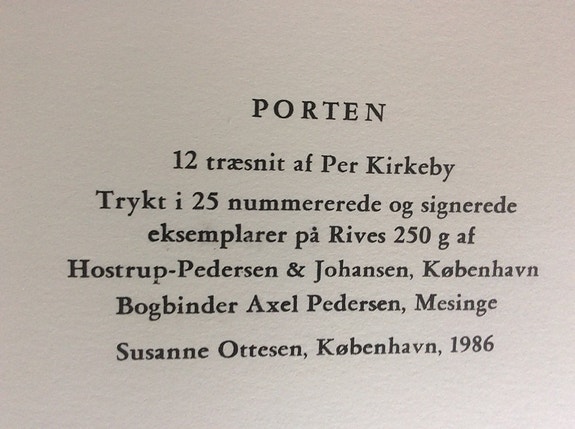 PORTEN
12 træsnit af Per Kirkeby
Trykt i 25 nummererede og signerede
eksemplarer på Rives 250 g af
Hostrup-Pedersen & Johansen, København
Bogbinder Axel Pedersen, Mesinge
Susanne Ottesen, København, 1986